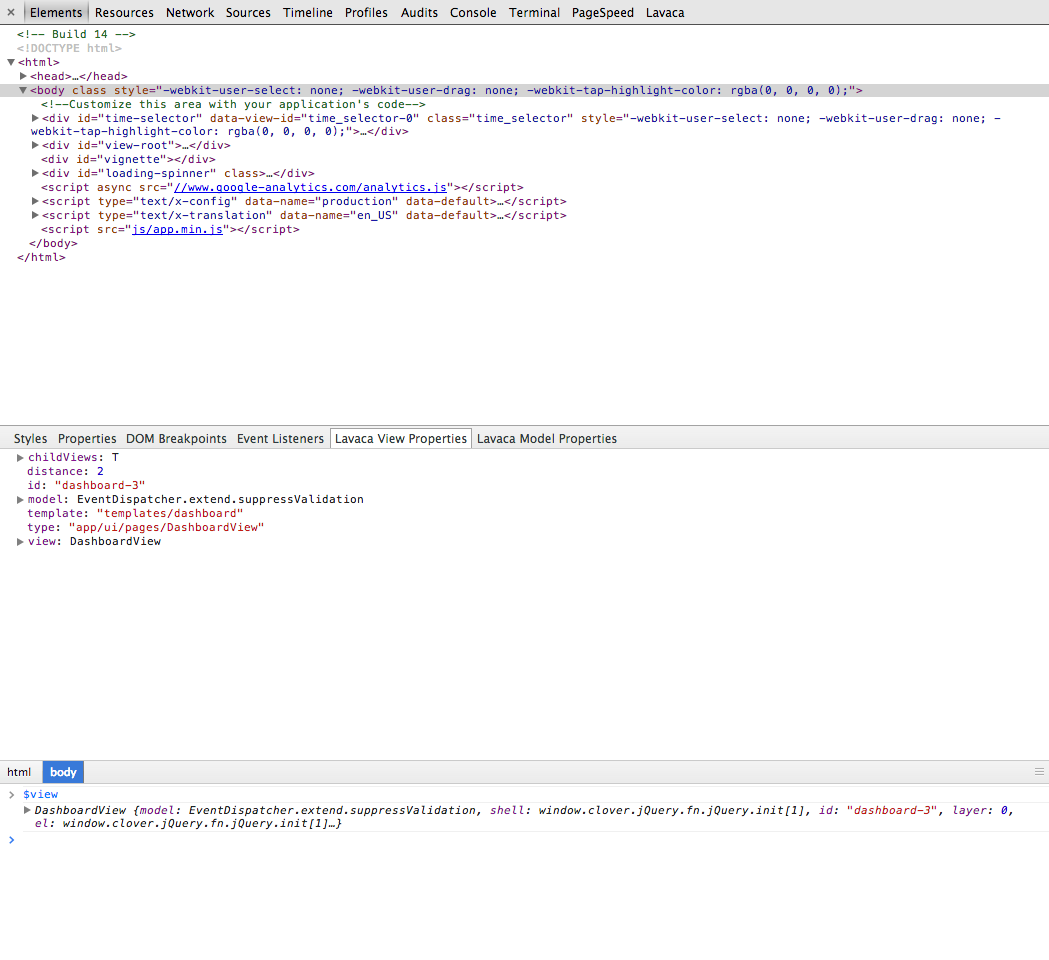 × Elements Resources Network Sources Timeline Profiles Audits Console Terminal PageSpeed Lavaca
<!-- Build 14 -->
<!DOCTYPE html>
▼<html>
▶<head>…</head>
▼<body class style="-webkit-user-select: none; -webkit-user-drag: none; -webkit-tap-highlight-color: rgba(0, 0, 0, 0);">
<!--Customize this area with your application's code-->
▶<div id="time-selector" data-view-id="time_selector-0" class="time_selector" style="-webkit-user-select: none; -webkit-user-drag: none; -
webkit-tap-highlight-color: rgba(0, 0, 0, 0);">…</div>
▶<div id="view-root">…</div>
<div id="vignette"></div>
▶<div id="loading-spinner" class>…</div>
<script async src="//www.google-analytics.com/analytics.js"></script>
▶<script type="text/x-config" data-name="production" data-default>…</script>
▶<script type="text/x-translation" data-name="en_US" data-default>…</script>
<script src="js/app.min.js"></script>
</body>
</html>
Styles Properties DOM Breakpoints Event Listeners Lavaca View Properties Lavaca Model Properties
▶ childViews: T
distance: 2
id: "dashboard-3"
▶ model: EventDispatcher.extend.suppressValidation
template: "templates/dashboard"
type: "app/ui/pages/DashboardView"
▶ view: DashboardView
html body
> $view
▶ DashboardView {model: EventDispatcher.extend.suppressValidation, shell: window.clover.jQuery.fn.jQuery.init[1], id: "dashboard-3", layer: 0,
el: window.clover.jQuery.fn.jQuery.init[1]…}
>